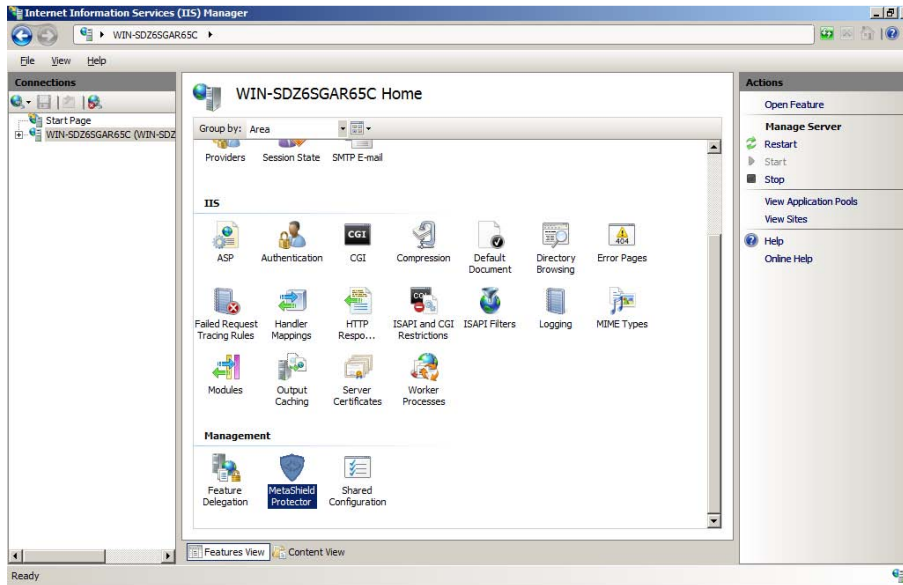 Internet Information Services (IIS) Manager
WIN-SDZ6SGAR65C
File View Help
Connections
Start Page
WIN-SDZ6SGAR65C (WIN-SDZ
WIN-SDZ6SGAR65C Home
Group by: Area
Providers Session State SMTP E-mail
IIS
ASP Authentication CGI Compression Default Document Directory Browsing Error Pages
Failed Request Tracing Rules Handler Mappings HTTP Respo... ISAPI and CGI Restrictions ISAPI Filters Logging MIME Types
Modules Output Caching Server Certificates Worker Processes
Management
Feature Delegation MetaShield Protector Shared Configuration
Features View Content View
Actions
Open Feature
Manage Server
Restart
Start
Stop
View Application Pools
View Sites
Help
Online Help
Ready